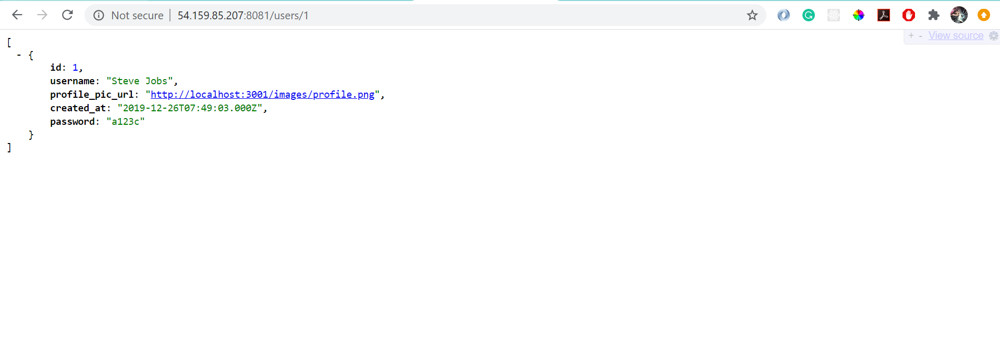 Not secure | 54.159.85.207:8081/users/1
+ - View source
[
- {
id: 1,
username: "Steve Jobs",
profile_pic_url: "http://localhost:3001/images/profile.png",
created_at: "2019-12-26T07:49:03.000Z",
password: "a123c"
}
]